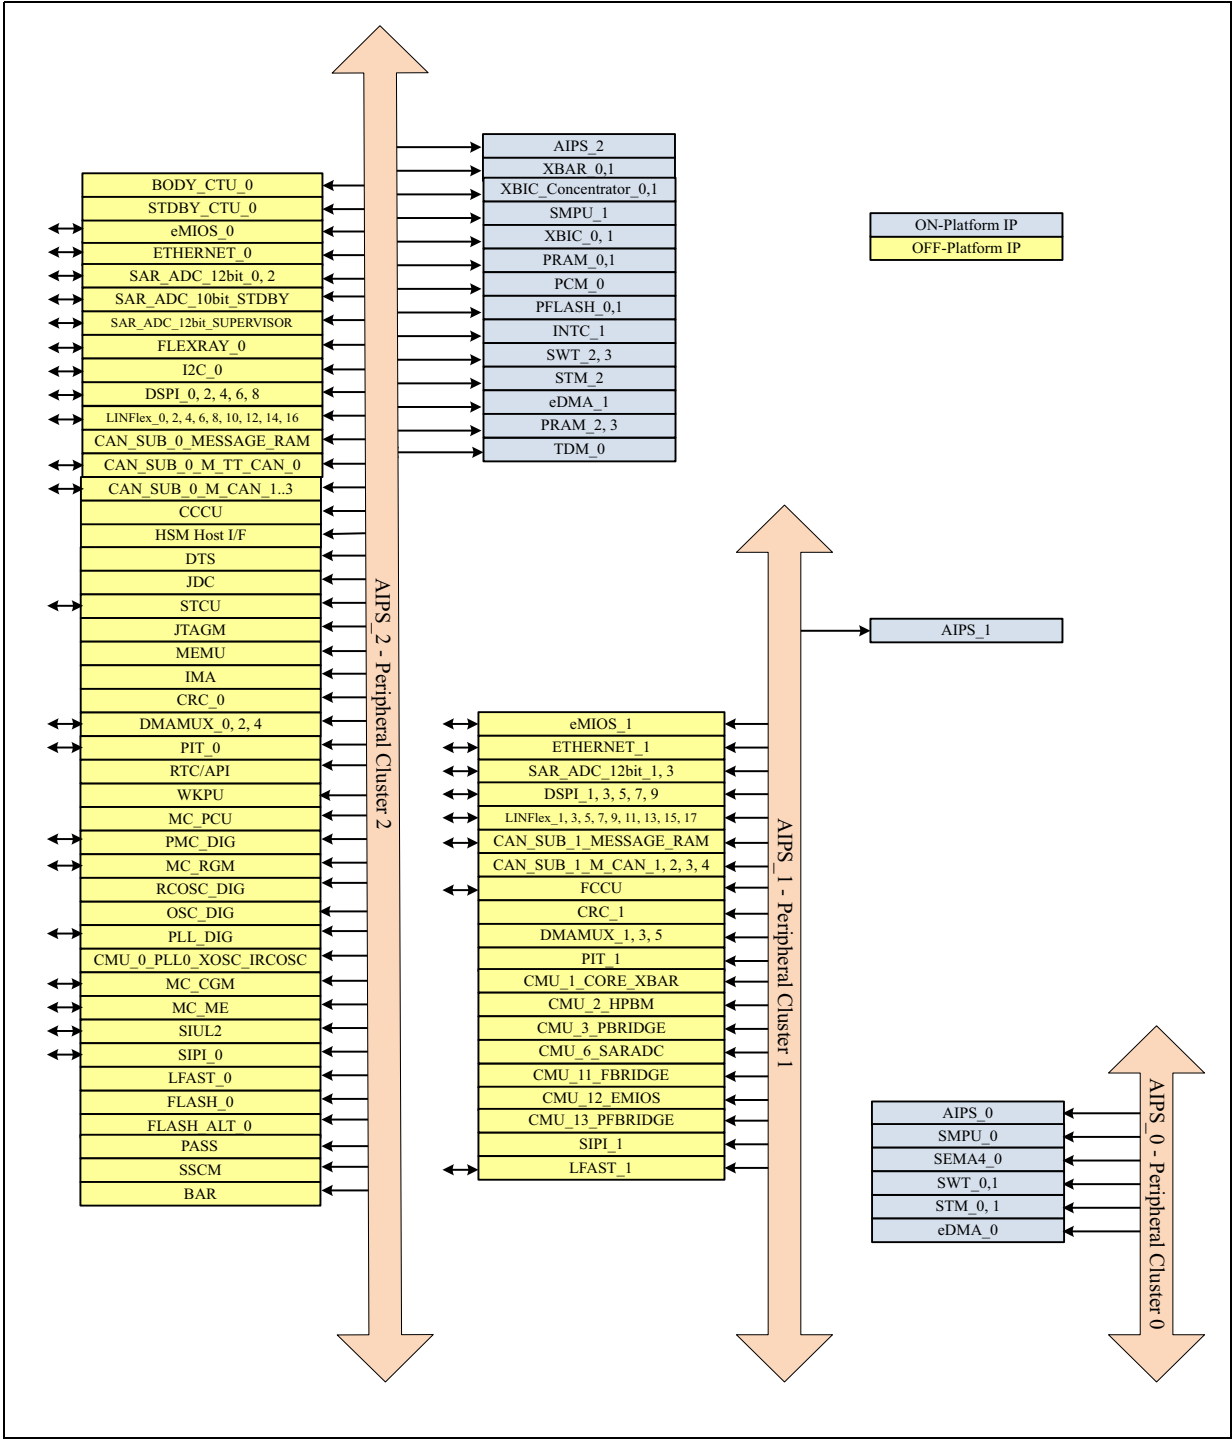 AIPS_2 - Peripheral Cluster 2
AIPS_2
XBAR_0,1
XBIC_Concentrator_0,1
SMPU_1
XBIC_0, 1
PRAM_0,1
PCM_0
PFLASH_0,1
INTC_1
SWT_2, 3
STM_2
eDMA_1
PRAM_2, 3
TDM_0
BODY_CTU_0
STDBY_CTU_0
eMIOS_0
ETHERNET_0
SAR_ADC_12bit_0, 2
SAR_ADC_10bit_STDBY
SAR_ADC_12bit_SUPERVISOR
FLEXRAY_0
I2C_0
DSPI_0, 2, 4, 6, 8
LINFlex_0, 2, 4, 6, 8, 10, 12, 14, 16
CAN_SUB_0_MESSAGE_RAM
CAN_SUB_0_M_TT_CAN_0
CAN_SUB_0_M_CAN_1..3
CCCU
HSM Host I/F
DTS
JDC
STCU
JTAGM
MEMU
IMA
CRC_0
DMAMUX_0, 2, 4
PIT_0
RTC/API
WKPU
MC_PCU
PMC_DIG
MC_RGM
RCOSC_DIG
OSC_DIG
PLL_DIG
CMU_0_PLL0_XOSC_IRCOSC
MC_CGM
MC_ME
SIUL2
SIPI_0
LFAST_0
FLASH_0
FLASH_ALT_0
PASS
SSCM
BAR
ON-Platform IP
OFF-Platform IP
AIPS_1 - Peripheral Cluster 1
AIPS_1
eMIOS_1
ETHERNET_1
SAR_ADC_12bit_1, 3
DSPI_1, 3, 5, 7, 9
LINFlex_1, 3, 5, 7, 9, 11, 13, 15, 17
CAN_SUB_1_MESSAGE_RAM
CAN_SUB_1_M_CAN_1, 2, 3, 4
FCCU
CRC_1
DMAMUX_1, 3, 5
PIT_1
CMU_1_CORE_XBAR
CMU_2_HPBM
CMU_3_PBRIDGE
CMU_6_SARADC
CMU_11_FBRIDGE
CMU_12_EMIOS
CMU_13_PFBRIDGE
SIPI_1
LFAST_1
AIPS_0 - Peripheral Cluster 0
AIPS_0
SMPU_0
SEMA4_0
SWT_0,1
STM_0, 1
eDMA_0